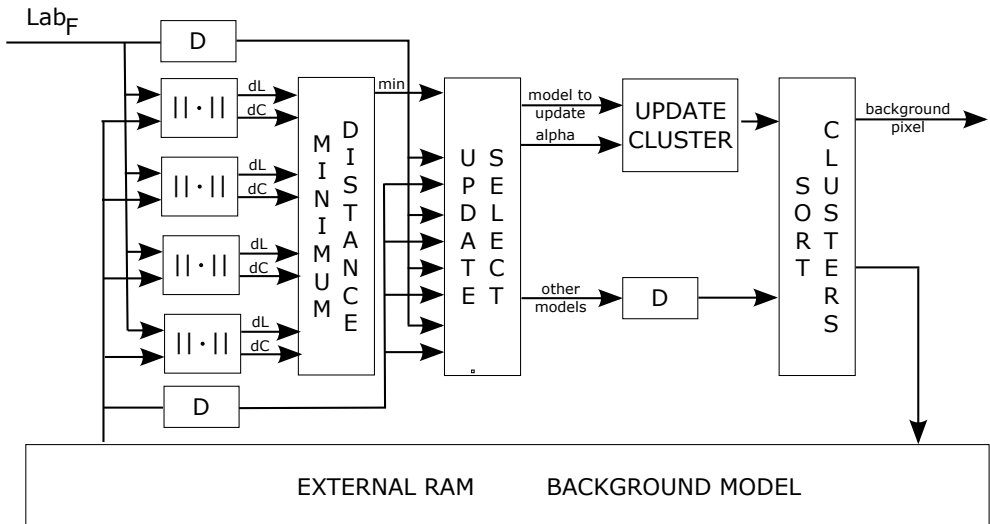 Lab_F
D
|| · ||
dL
dC
|| · ||
dL
dC
|| · ||
dL
dC
|| · ||
dL
dC
D
MINIMUM
DISTANCE
min
UPDATE
SELECT
model to
update
alpha
other
models
UPDATE
CLUSTER
D
SORT
CLUSTERS
background
pixel
EXTERNAL RAM BACKGROUND MODEL